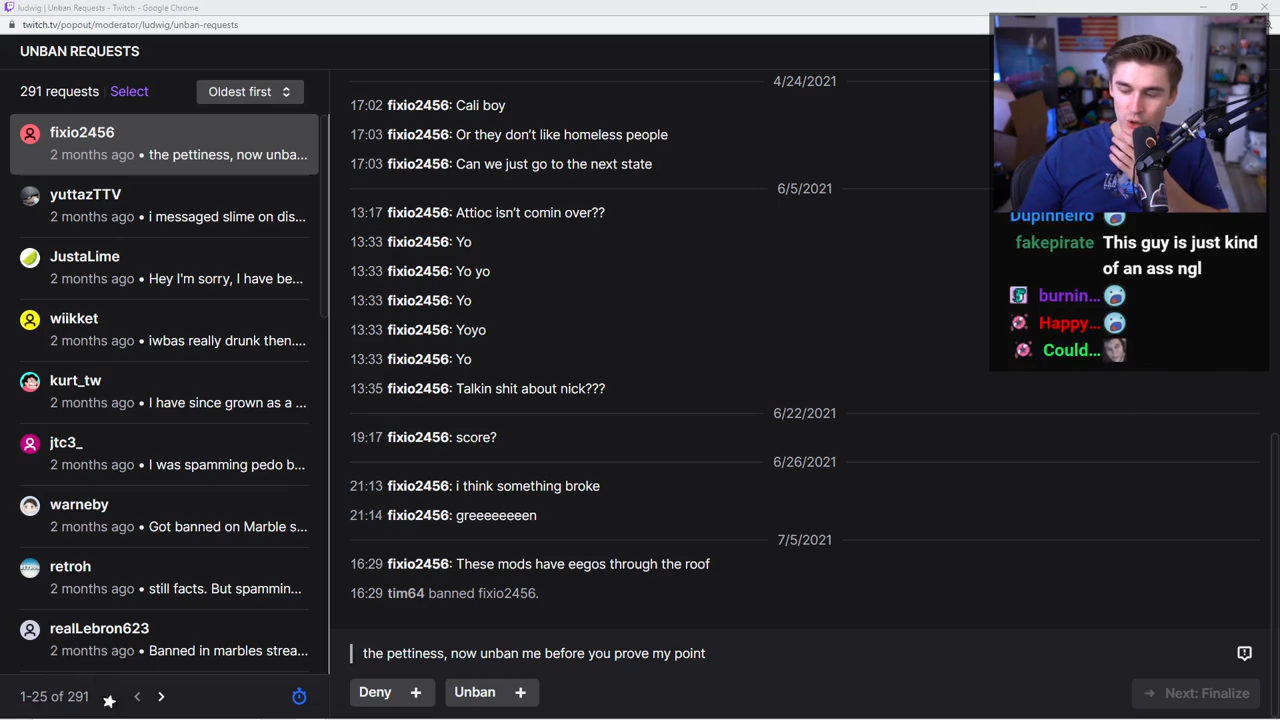 ludwig | Unban Requests - Twitch - Google Chrome
twitch.tv/popout/moderator/ludwig/unban-requests
UNBAN REQUESTS
291 requests Select Oldest first
fixio2456
2 months ago • the pettiness, now unba...
yuttazTTV
2 months ago • i messaged slime on dis...
JustaLime
2 months ago • Hey I'm sorry, I have be...
wiikket
2 months ago • iwbas really drunk then....
kurt_tw
2 months ago • I have since grown as a ...
jtc3_
2 months ago • I was spamming pedo b...
warneby
2 months ago • Got banned on Marble s...
retroh
2 months ago • still facts. But spammin...
realLebron623
2 months ago • Banned in marbles strea...
1-25 of 291
4/24/2021
17:02 fixio2456: Cali boy
17:03 fixio2456: Or they don't like homeless people
17:03 fixio2456: Can we just go to the next state
6/5/2021
13:17 fixio2456: Attioc isn't comin over??
13:33 fixio2456: Yo
13:33 fixio2456: Yo yo
13:33 fixio2456: Yo
13:33 fixio2456: Yoyo
13:33 fixio2456: Yo
13:35 fixio2456: Talkin shit about nick???
6/22/2021
19:17 fixio2456: score?
6/26/2021
21:13 fixio2456: i think something broke
21:14 fixio2456: greeeeeeeen
7/5/2021
16:29 fixio2456: These mods have eegos through the roof
16:29 tim64 banned fixio2456.
the pettiness, now unban me before you prove my point
Deny + Unban + Next: Finalize
Dupinheiro
fakepirate This guy is just kind
of an ass ngl
burnin...
Happy...
Could...